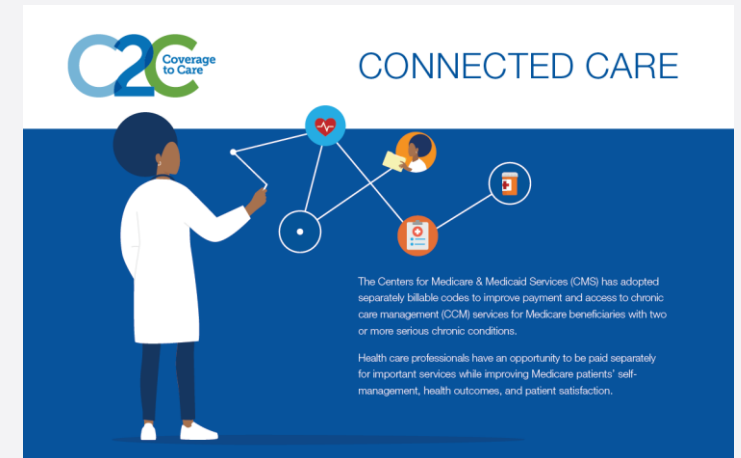 C2C
Coverage
to Care
CONNECTED CARE
The Centers for Medicare & Medicaid Services (CMS) has adopted
separately billable codes to improve payment and access to chronic
care management (CCM) services for Medicare beneficiaries with two
or more serious chronic conditions.
Health care professionals have an opportunity to be paid separately
for important services while improving Medicare patients' self-
management, health outcomes, and patient satisfaction.